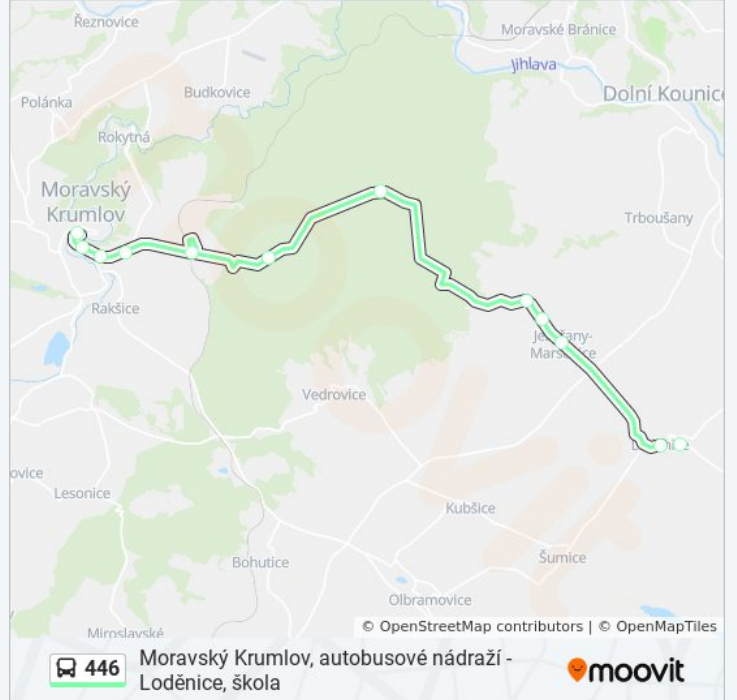 Řeznovice
Moravské Bránice
Jihlava
Budkovice
Dolní Kounice
Polánka
Rokytná
Moravský
Krumlov
Trboušany
Rakšice
Vedrovice
ovice
Lesonice
Kubšice
Bohutice
Šumice
Olbramovice
Miroslavské
© OpenStreetMap contributors | © OpenMapTiles
446
Moravský Krumlov, autobusové nádraží -
Loděnice, škola
moovit